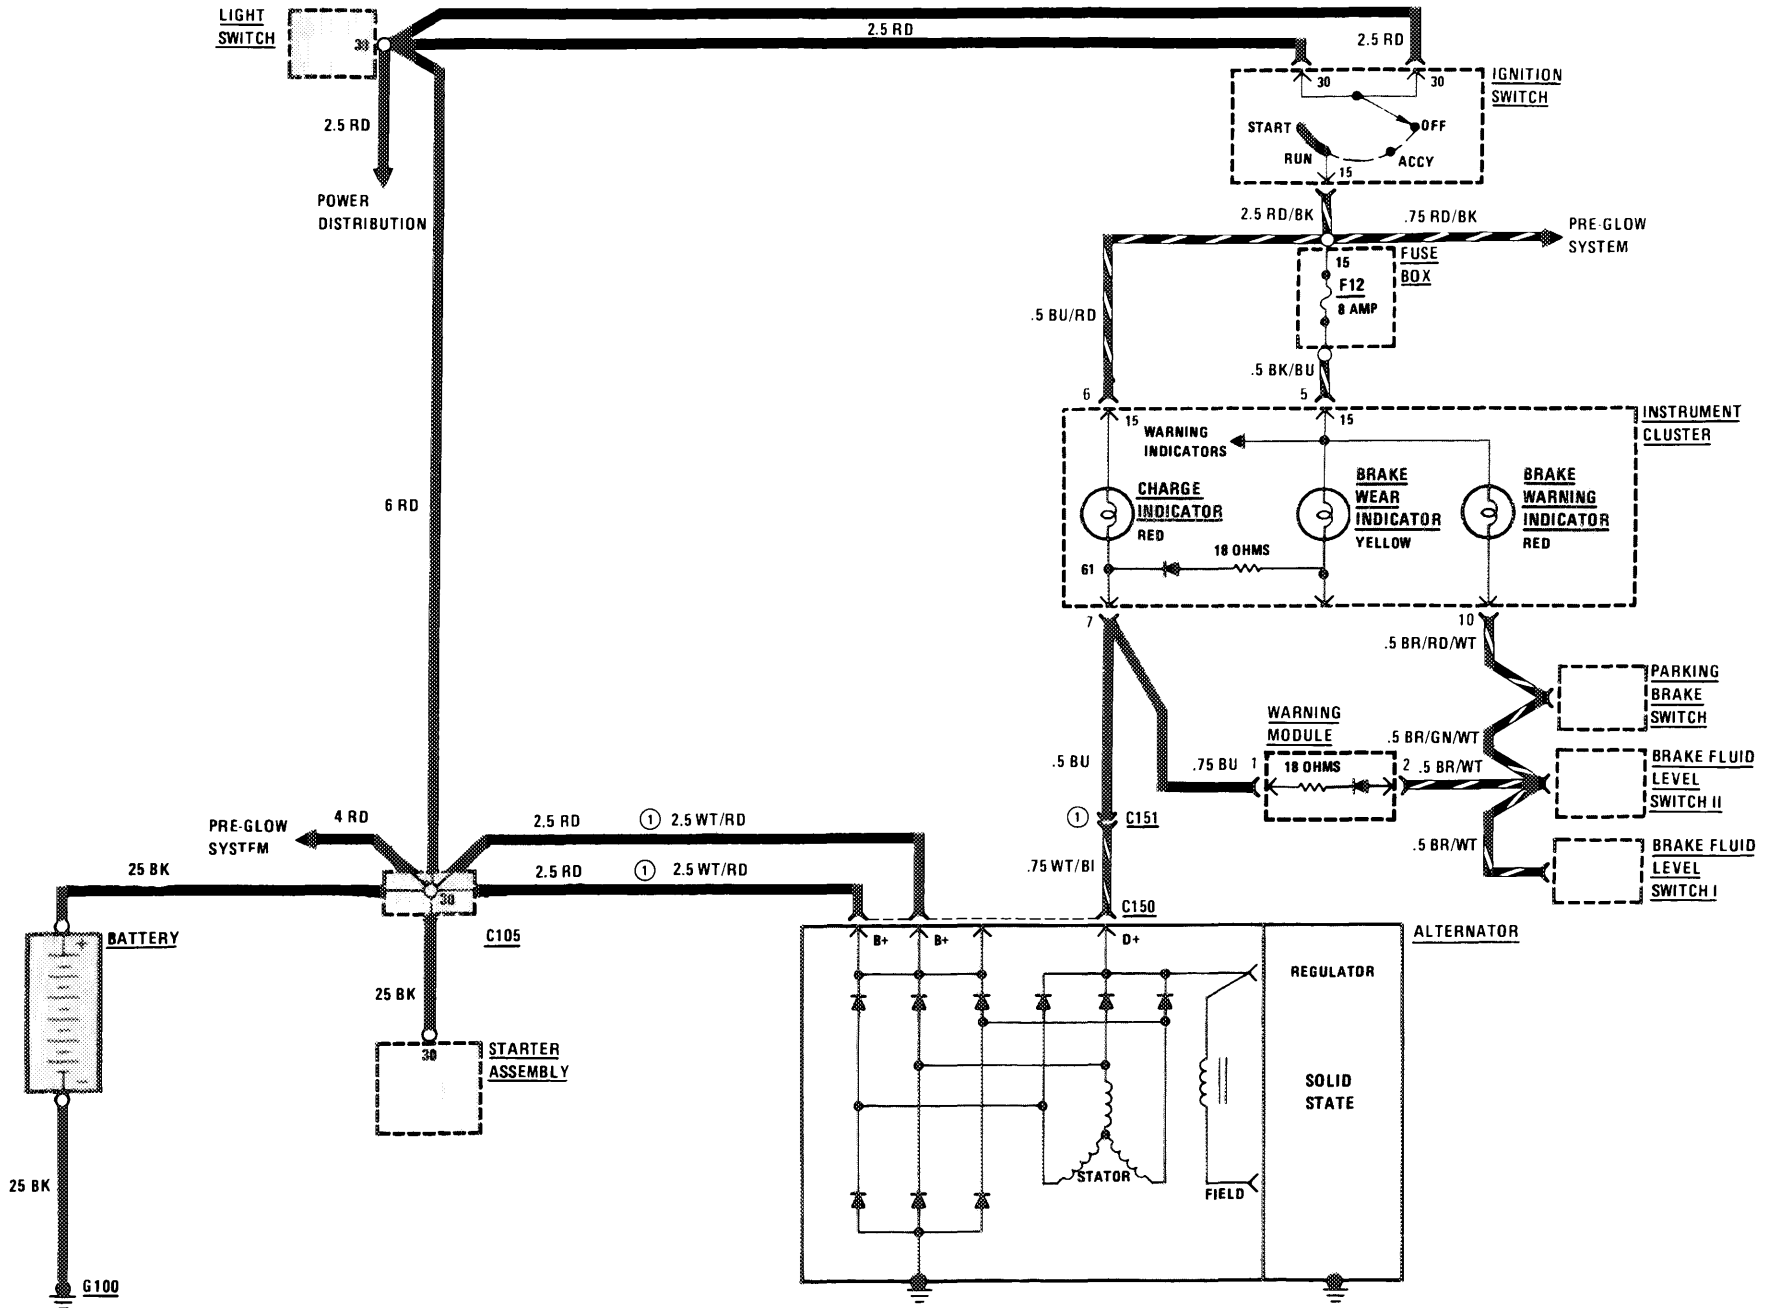 LIGHT
SWITCH
30
2.5 RD
2.5 RD
2.5 RD
POWER
DISTRIBUTION
30
30
IGNITION
SWITCH
START
OFF
RUN
ACCY
15
2.5 RD/BK
.75 RD/BK
PRE-GLOW
SYSTEM
FUSE
BOX
15
F12
8 AMP
.5 BU/RD
.5 BK/BU
6
5
INSTRUMENT
CLUSTER
15
15
WARNING
INDICATORS
CHARGE
INDICATOR
RED
BRAKE
WEAR
INDICATOR
YELLOW
BRAKE
WARNING
INDICATOR
RED
6 RD
61
18 OHMS
7
10
.5 BR/RD/WT
PARKING
BRAKE
SWITCH
WARNING
MODULE
.5 BR/GN/WT
.5 BU
.75 BU
1
18 OHMS
2
.5 BR/WT
BRAKE FLUID
LEVEL
SWITCH II
PRE-GLOW
SYSTEM
4 RD
2.5 RD
1
2.5 WT/RD
1
C151
.5 BR/WT
BRAKE FLUID
LEVEL
SWITCH I
25 BK
2.5 RD
1
2.5 WT/RD
.75 WT/BI
30
C105
C150
BATTERY
+
−
B+
B+
D+
ALTERNATOR
REGULATOR
25 BK
30
STARTER
ASSEMBLY
SOLID
STATE
STATOR
FIELD
25 BK
G100